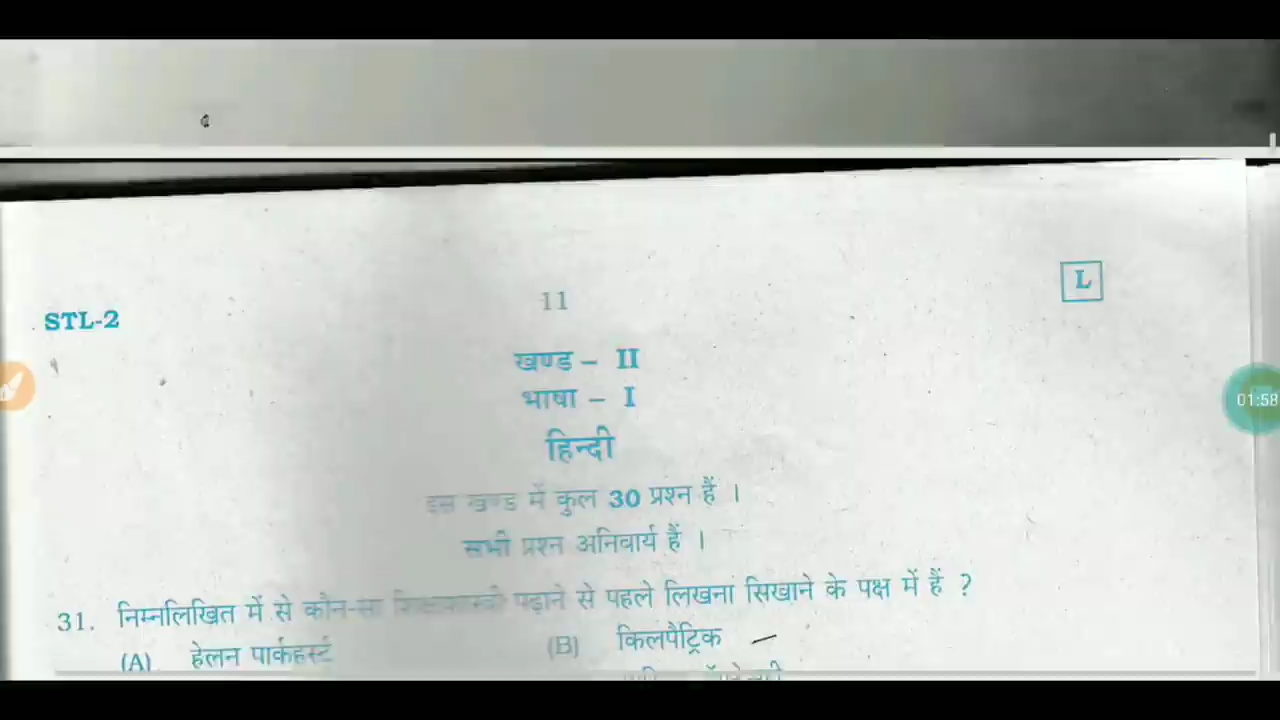 STL-2
11
L
खण्ड – II
भाषा – I
हिन्दी
इस खण्ड में कुल 30 प्रश्न हैं ।
सभी प्रश्न अनिवार्य हैं ।
31. निम्नलिखित में से कौन-सा शिक्षाशास्त्री पढ़ाने से पहले लिखना सिखाने के पक्ष में हैं ?
(A) हेलन पार्कहर्स्ट (B) किलपैट्रिक
01:58